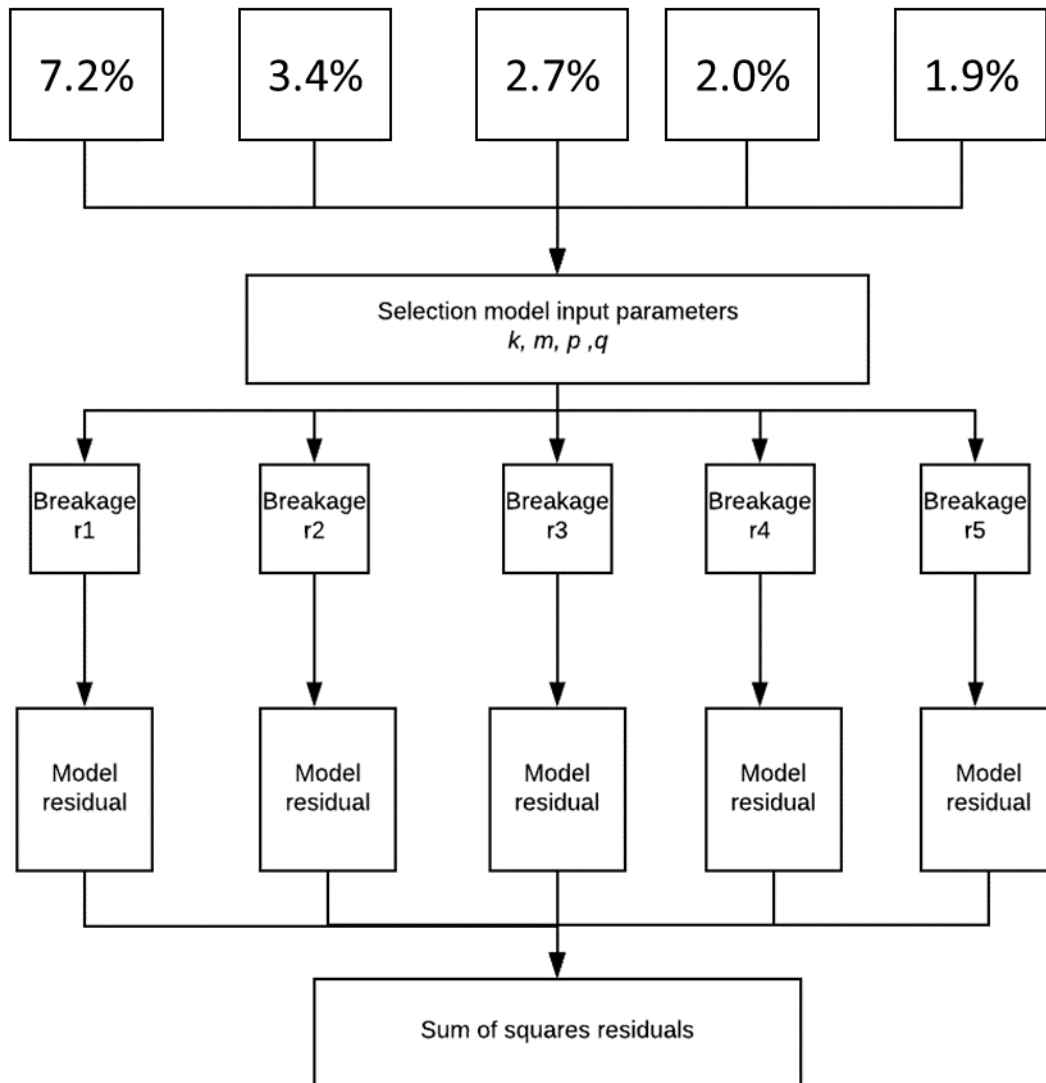 7.2%
3.4%
2.7%
2.0%
1.9%
Selection model input parameters
k, m, p ,q
Breakage
r1
Breakage
r2
Breakage
r3
Breakage
r4
Breakage
r5
Model
residual
Model
residual
Model
residual
Model
residual
Model
residual
Sum of squares residuals